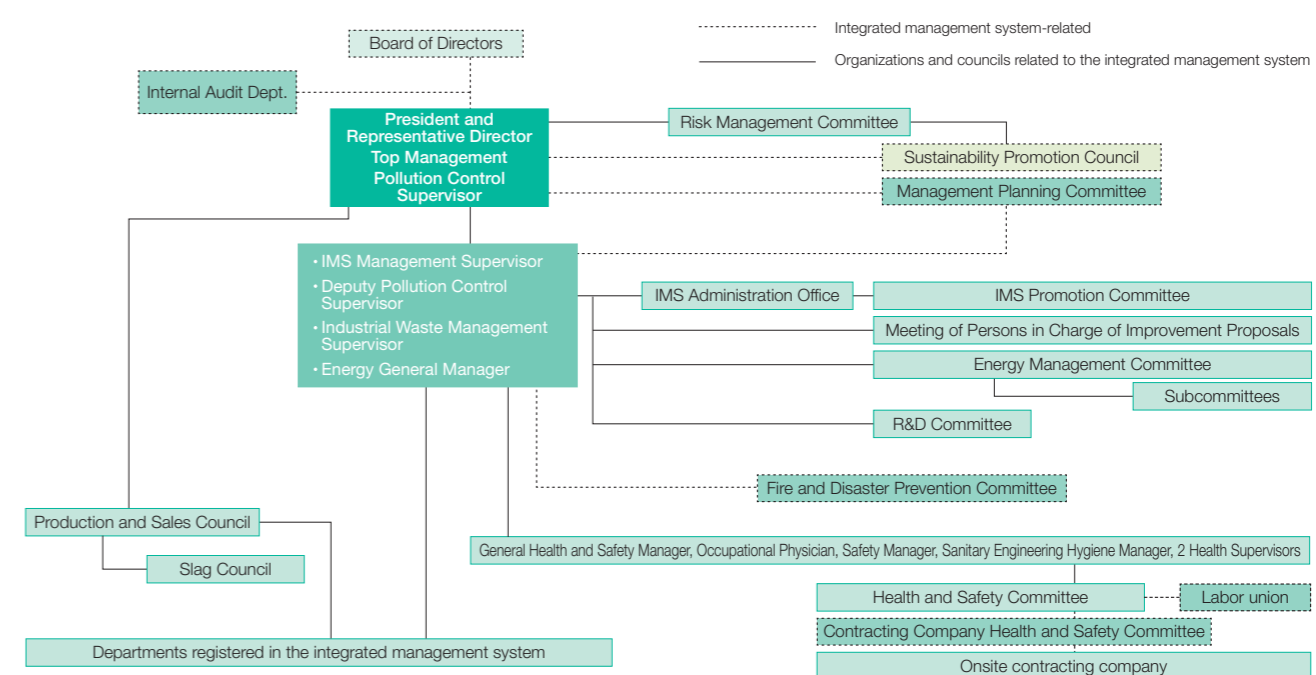 Board of Directors
Integrated management system-related
Organizations and councils related to the integrated management system
Internal Audit Dept.
President and
Representative Director
Top Management
Pollution Control
Supervisor
Risk Management Committee
Sustainability Promotion Council
Management Planning Committee
・IMS Management Supervisor
・Deputy Pollution Control
Supervisor
・Industrial Waste Management
Supervisor
・Energy General Manager
IMS Administration Office
IMS Promotion Committee
Meeting of Persons in Charge of Improvement Proposals
Energy Management Committee
Subcommittees
R&D Committee
Fire and Disaster Prevention Committee
Production and Sales Council
Slag Council
General Health and Safety Manager, Occupational Physician, Safety Manager, Sanitary Engineering Hygiene Manager, 2 Health Supervisors
Health and Safety Committee
Labor union
Contracting Company Health and Safety Committee
Departments registered in the integrated management system
Onsite contracting company